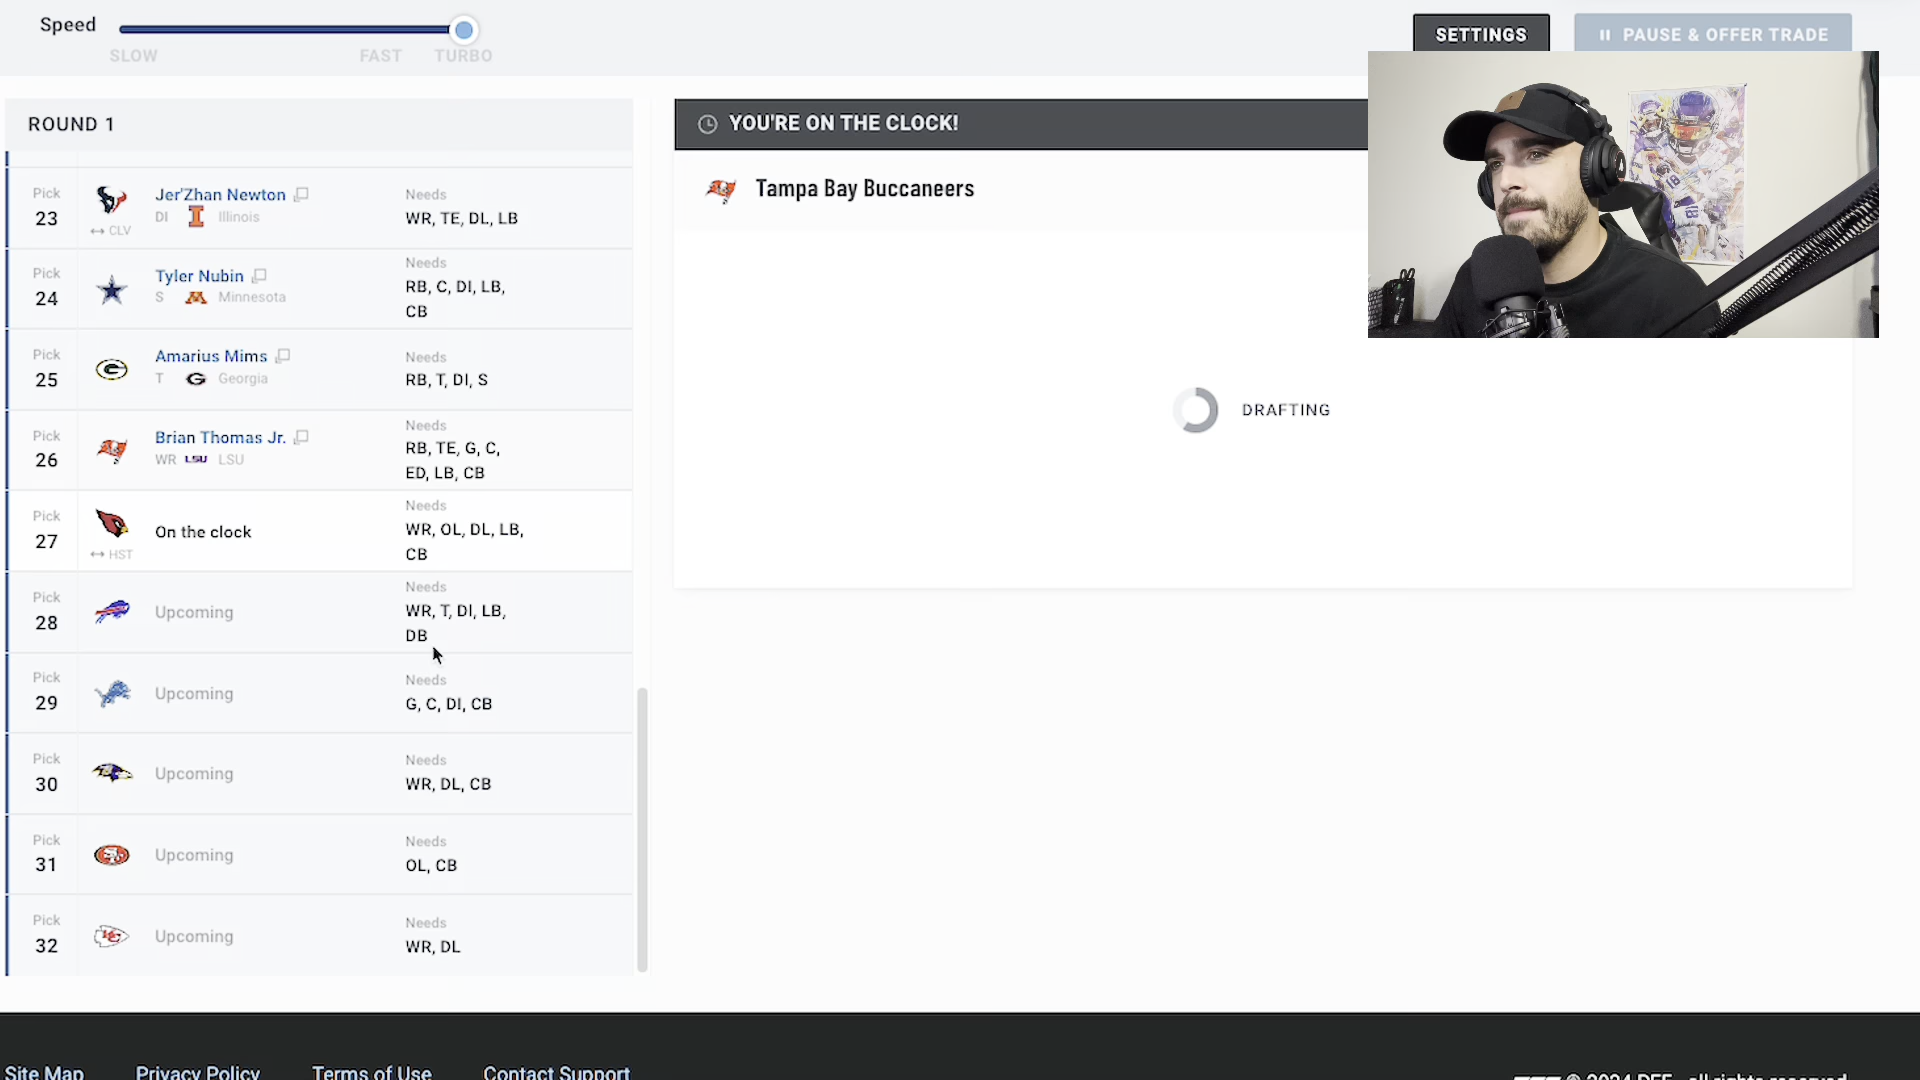 Speed
SLOW FAST TURBO
SETTINGS
PAUSE & OFFER TRADE
ROUND 1
YOU'RE ON THE CLOCK!
Tampa Bay Buccaneers
DRAFTING
Pick
23
CLV
Jer'Zhan Newton
DI Illinois
Needs
WR, TE, DL, LB
Pick
24
Tyler Nubin
S Minnesota
Needs
RB, C, DI, LB,
CB
Pick
25
Amarius Mims
T Georgia
Needs
RB, T, DI, S
Pick
26
Brian Thomas Jr.
WR LSU LSU
Needs
RB, TE, G, C,
ED, LB, CB
Pick
27
HST
On the clock
Needs
WR, OL, DL, LB,
CB
Pick
28
Upcoming
Needs
WR, T, DI, LB,
DB
Pick
29
Upcoming
Needs
G, C, DI, CB
Pick
30
Upcoming
Needs
WR, DL, CB
Pick
31
Upcoming
Needs
OL, CB
Pick
32
Upcoming
Needs
WR, DL
Site Map Privacy Policy Terms of Use Contact Support
© 2024 PFF - all rights reserved